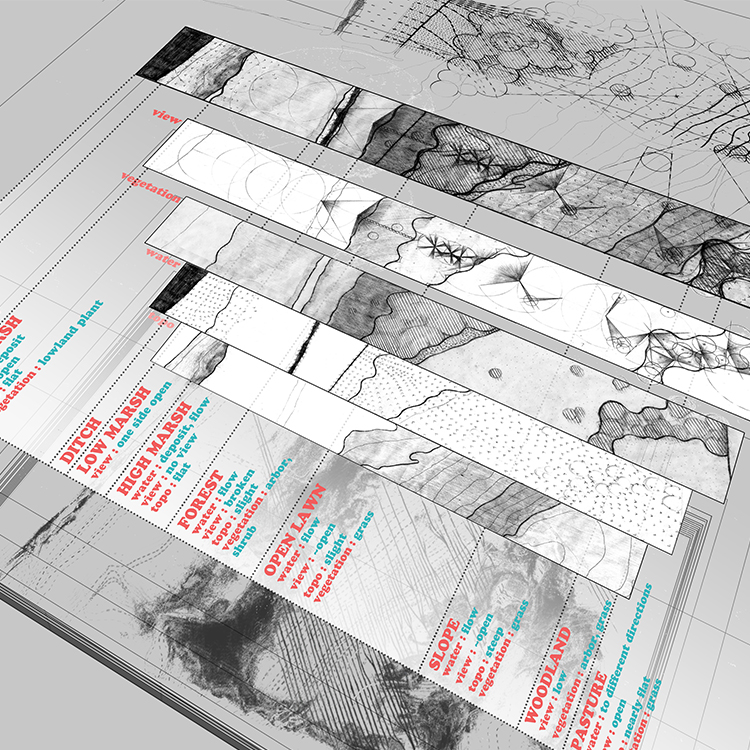 view
vegetation
water
topo
deposit
open
: flat
vegetation : lowland plant
DITCH
LOW MARSH
view : one side open
HIGH MARSH
water : deposit, flow
view : no view
topo : flat
FOREST
water : flow
view : broken
topo : slight
vegetation : arbor,
shrub
OPEN LAWN
water : flow
view : -open
topo : slight
vegetation : grass
SLOPE
water : flow
view : -open
topo : steep
vegetation : grass
WOODLAND
view : low
vegetation : arbor, grass
PASTURE
water : to different directions
view : open
: nearly flat
: grass